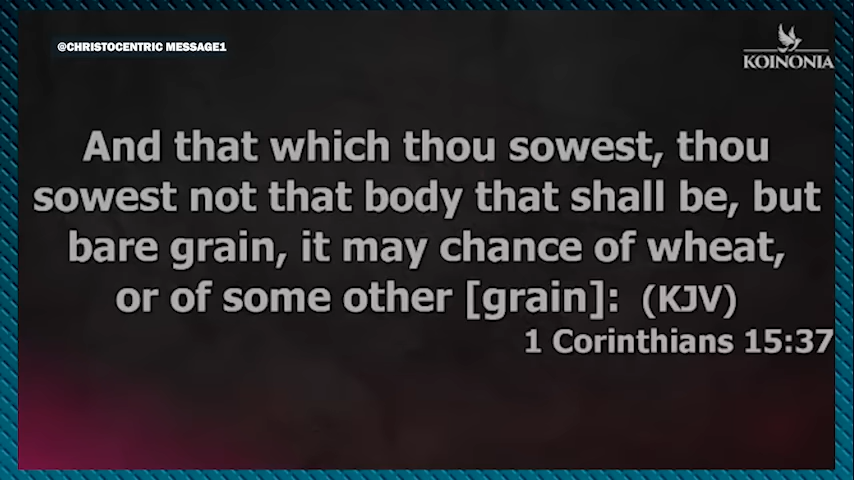 @CHRISTOCENTRIC MESSAGE1
KOINONIA
And that which thou sowest, thou
sowest not that body that shall be, but
bare grain, it may chance of wheat,
or of some other [grain]: (KJV)
1 Corinthians 15:37